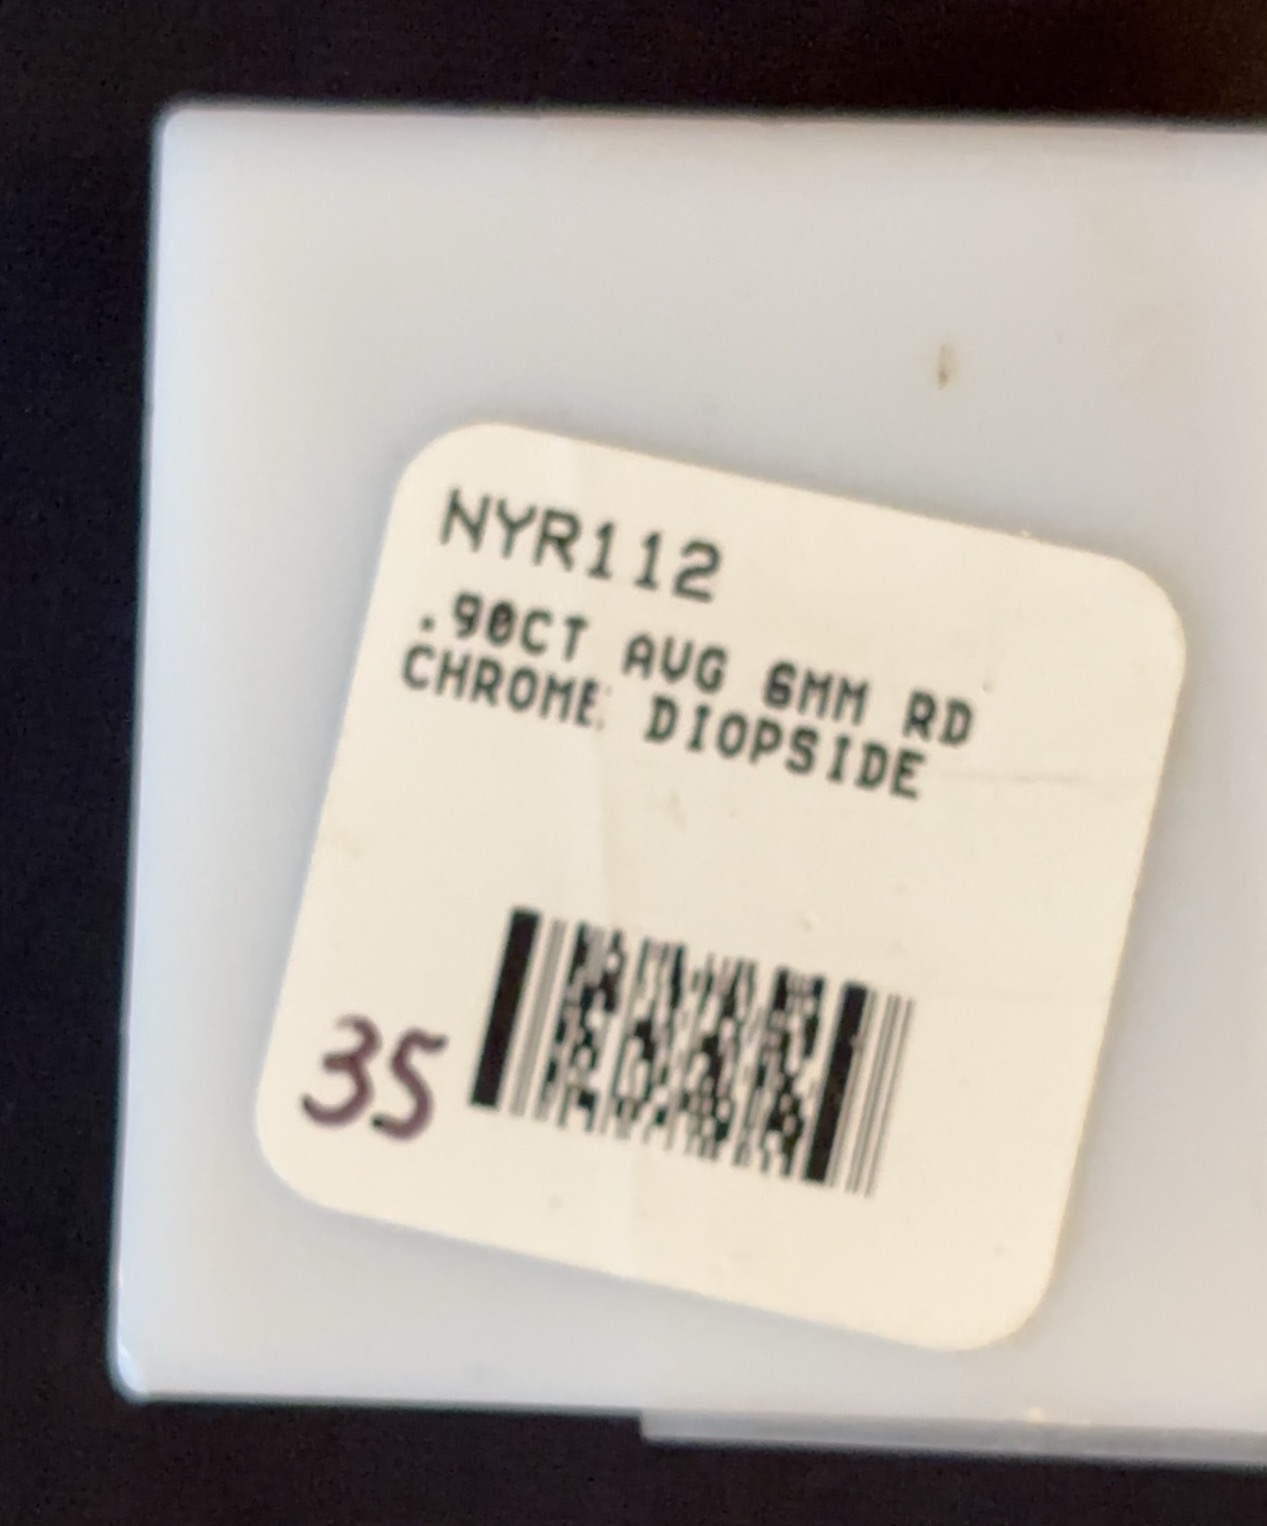 NYR112
.90CT AVG 6MM RD
CHROME DIOPSIDE
35